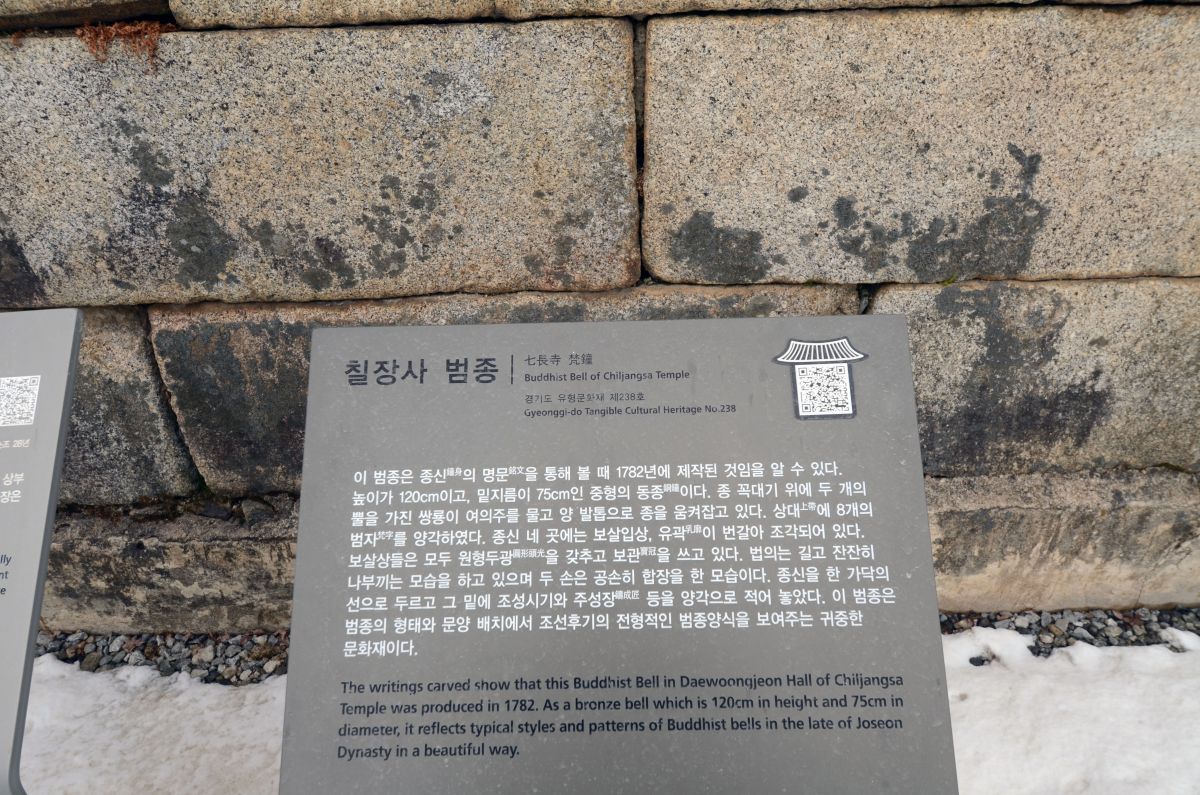 칠장사 범종
七長寺 梵鐘
Buddhist Bell of Chiljangsa Temple
경기도 유형문화재 제238호
Gyeonggi-do Tangible Cultural Heritage No.238
이 범종은 종신鐘身의 명문銘文을 통해 볼 때 1782년에 제작된 것임을 알 수 있다.
높이가 120cm이고, 밑지름이 75cm인 중형의 동종銅鐘이다. 종 꼭대기 위에 두 개의
뿔을 가진 쌍룡이 여의주를 물고 양 발톱으로 종을 움켜잡고 있다. 상대上帶에 8개의
범자梵字를 양각하였다. 종신 네 곳에는 보살입상, 유곽乳廓이 번갈아 조각되어 있다.
보살상들은 모두 원형두광圓形頭光을 갖추고 보관寶冠을 쓰고 있다. 법의는 길고 잔잔히
나부끼는 모습을 하고 있으며 두 손은 공손히 합장을 한 모습이다. 종신을 한 가닥의
선으로 두르고 그 밑에 조성시기와 주성장鑄成匠 등을 양각으로 적어 놓았다. 이 범종은
범종의 형태와 문양 배치에서 조선후기의 전형적인 범종양식을 보여주는 귀중한
문화재이다.
The writings carved show that this Buddhist Bell in Daewoongjeon Hall of Chiljangsa
Temple was produced in 1782. As a bronze bell which is 120cm in height and 75cm in
diameter, it reflects typical styles and patterns of Buddhist bells in the late of Joseon
Dynasty in a beautiful way.
28년
상부
장은